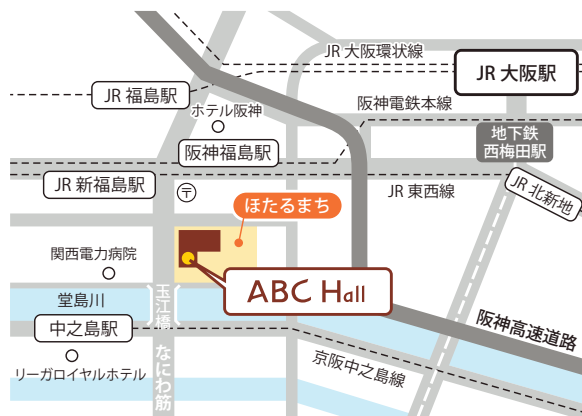 JR 大阪環状線
JR 大阪駅
JR 福島駅
ホテル阪神
阪神電鉄本線
地下鉄
西梅田駅
阪神福島駅
JR 新福島駅
〒
JR 東西線
JR 北新地
ほたるまち
関西電力病院
ABC Hall
堂島川
玉江橋
中之島駅
なにわ筋
阪神高速道路
京阪中之島線
リーガロイヤルホテル